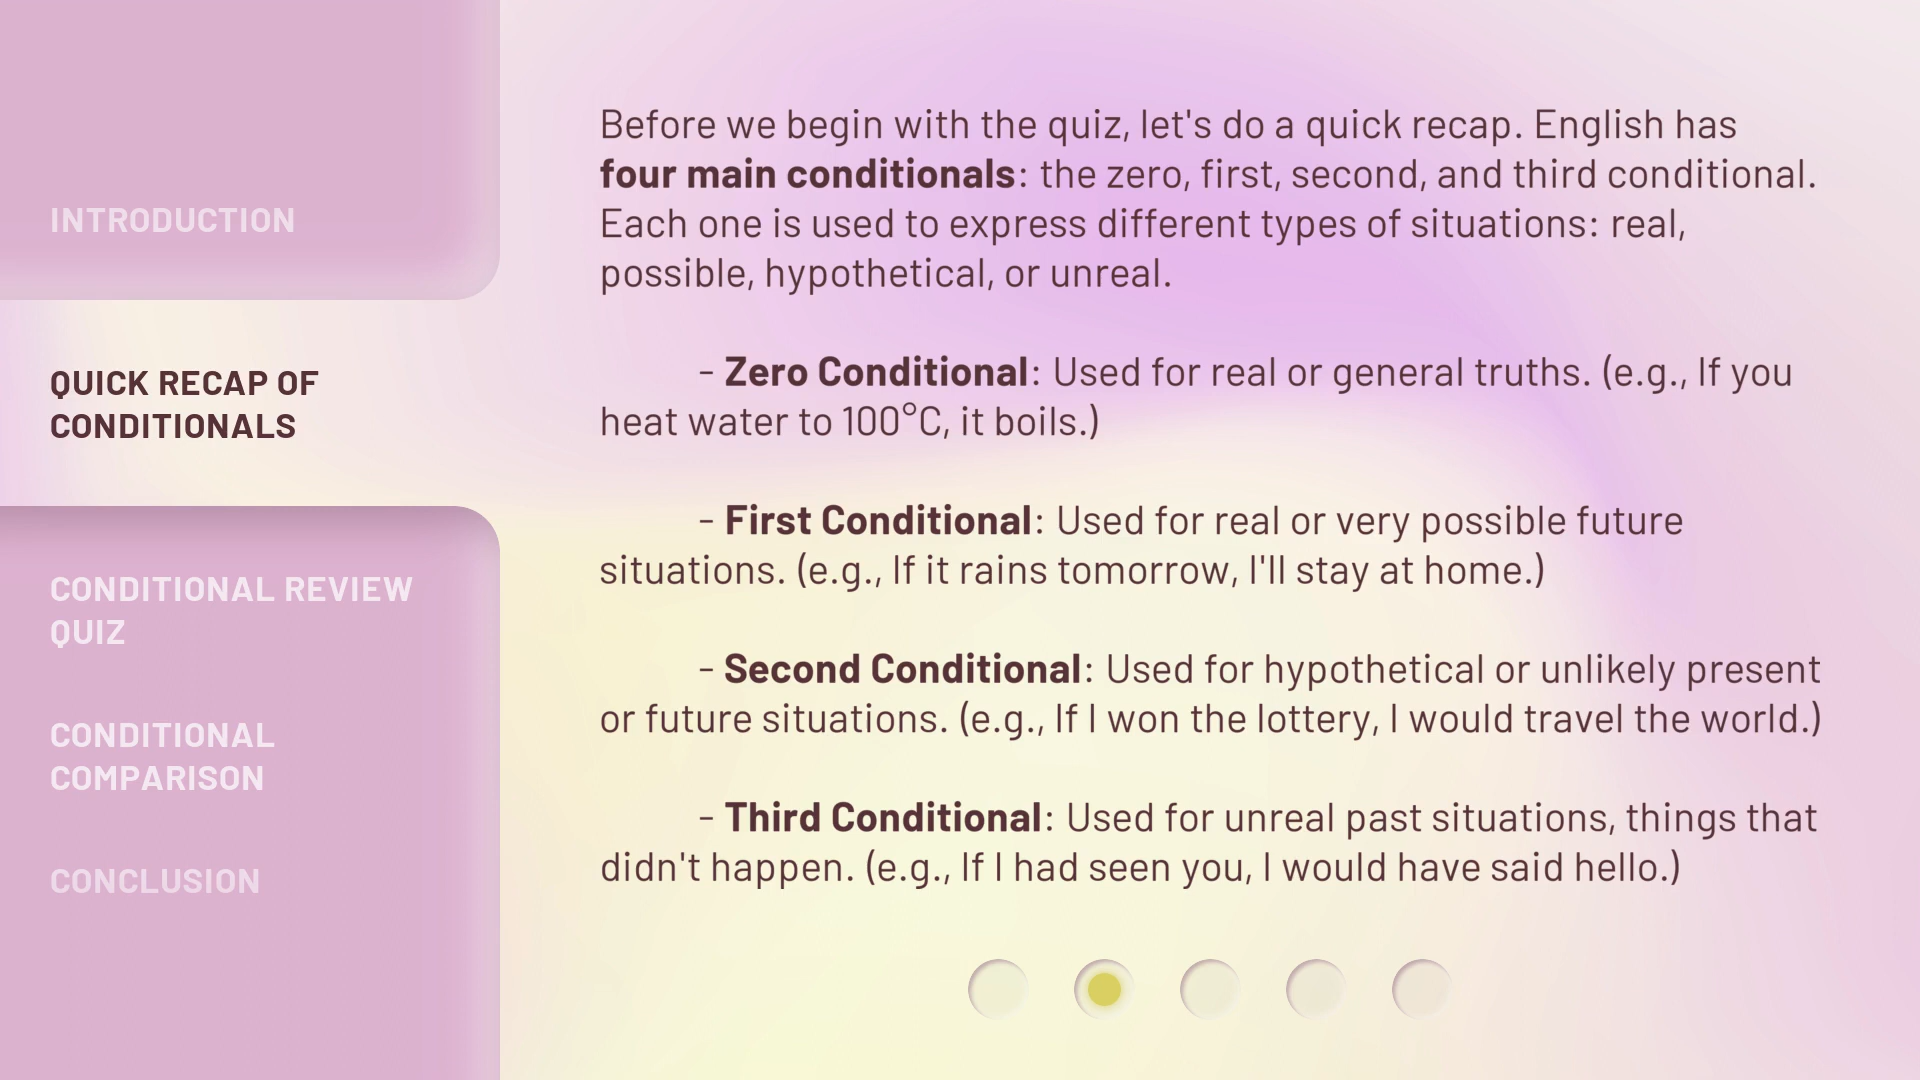 INTRODUCTION
QUICK RECAP OF
CONDITIONALS
CONDITIONAL REVIEW
QUIZ
CONDITIONAL
COMPARISON
CONCLUSION
Before we begin with the quiz, let's do a quick recap. English has
four main conditionals: the zero, first, second, and third conditional.
Each one is used to express different types of situations: real,
possible, hypothetical, or unreal.
- Zero Conditional: Used for real or general truths. (e.g., If you
heat water to 100°C, it boils.)
- First Conditional: Used for real or very possible future
situations. (e.g., If it rains tomorrow, I'll stay at home.)
- Second Conditional: Used for hypothetical or unlikely present
or future situations. (e.g., If I won the lottery, I would travel the world.)
- Third Conditional: Used for unreal past situations, things that
didn't happen. (e.g., If I had seen you, I would have said hello.)